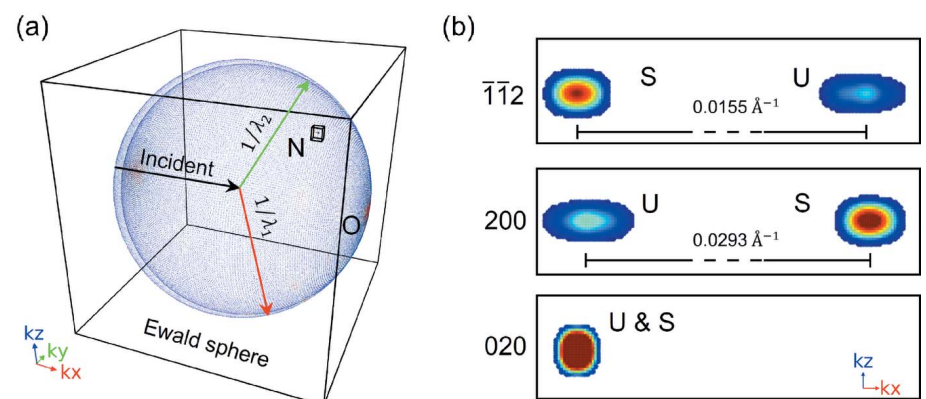 (a)
1/λ₂
N
Incident
1/λ₁
O
Ewald sphere
kz
ky
kx
(b)
1̅1̅2
S
U
0.0155 Å⁻¹
200
U
S
0.0293 Å⁻¹
020
U & S
kz
kx